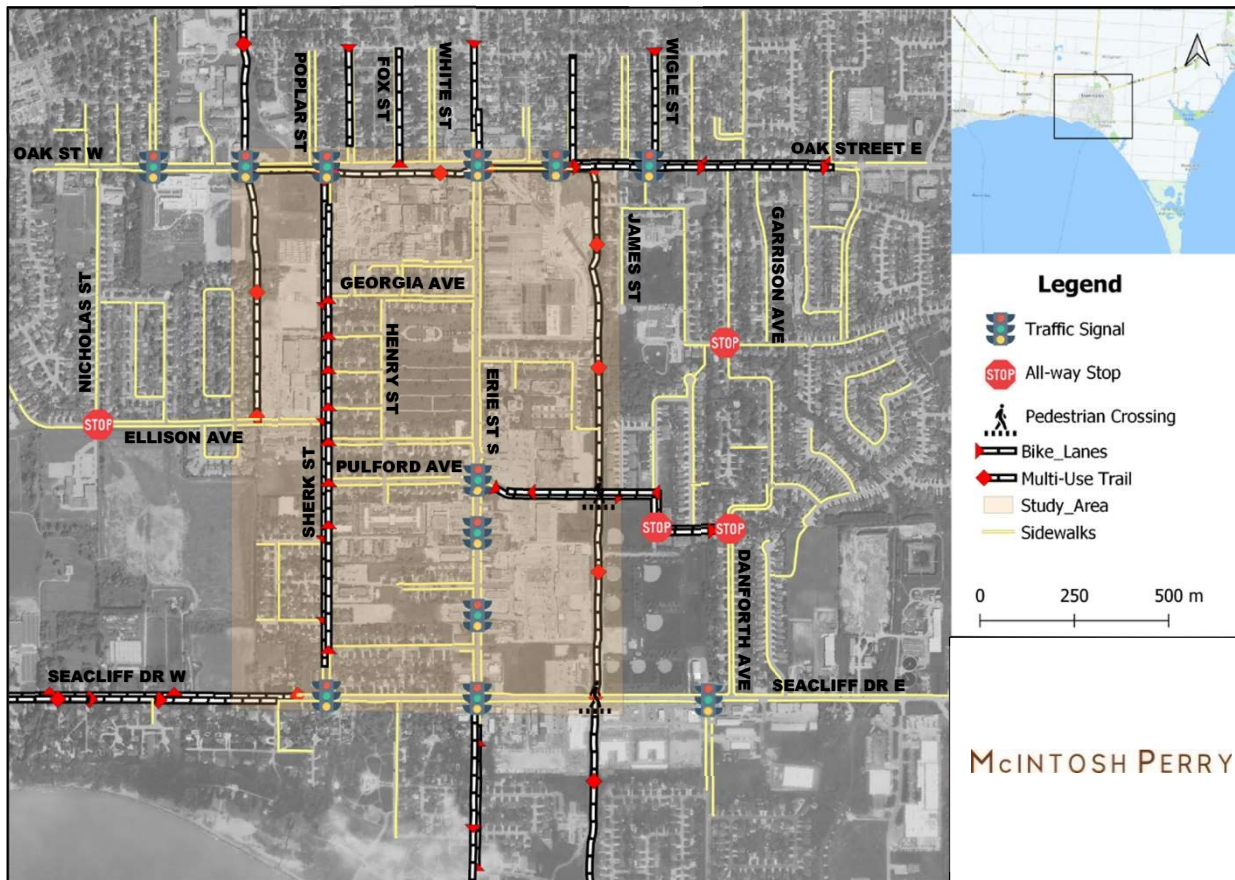 POPLAR ST
FOX ST
WHITE ST
WIGLE ST
OAK ST W
OAK STREET E
NICHOLAS ST
GEORGIA AVE
HENRY ST
JAMES ST
GARRISON AVE
STOP
STOP
ELLISON AVE
ERIE ST S
SHERK ST
PULFORD AVE
STOP
STOP
DANFORTH AVE
SEACLIFF DR W
SEACLIFF DR E
Legend
Traffic Signal
STOP
All-way Stop
Pedestrian Crossing
Bike_Lanes
Multi-Use Trail
Study_Area
Sidewalks
0 250 500 m
MCINTOSH PERRY